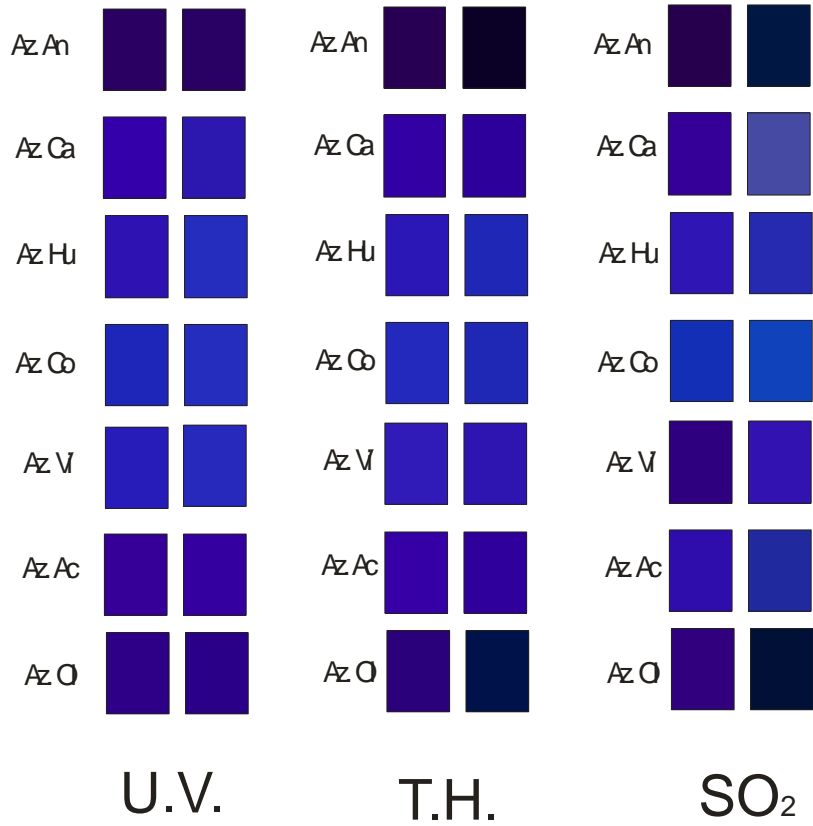 Az. An Az. An Az. An
Az. Ca Az. Ca Az. Ca
Az. Hu Az. Hu Az. Hu
Az. Co Az. Co Az. Co
Az. Vi Az. Vi Az. Vi
Az. Ac Az. Ac Az. Ac
Az. Ol Az. Ol Az. Ol
U.V. T.H. SO₂